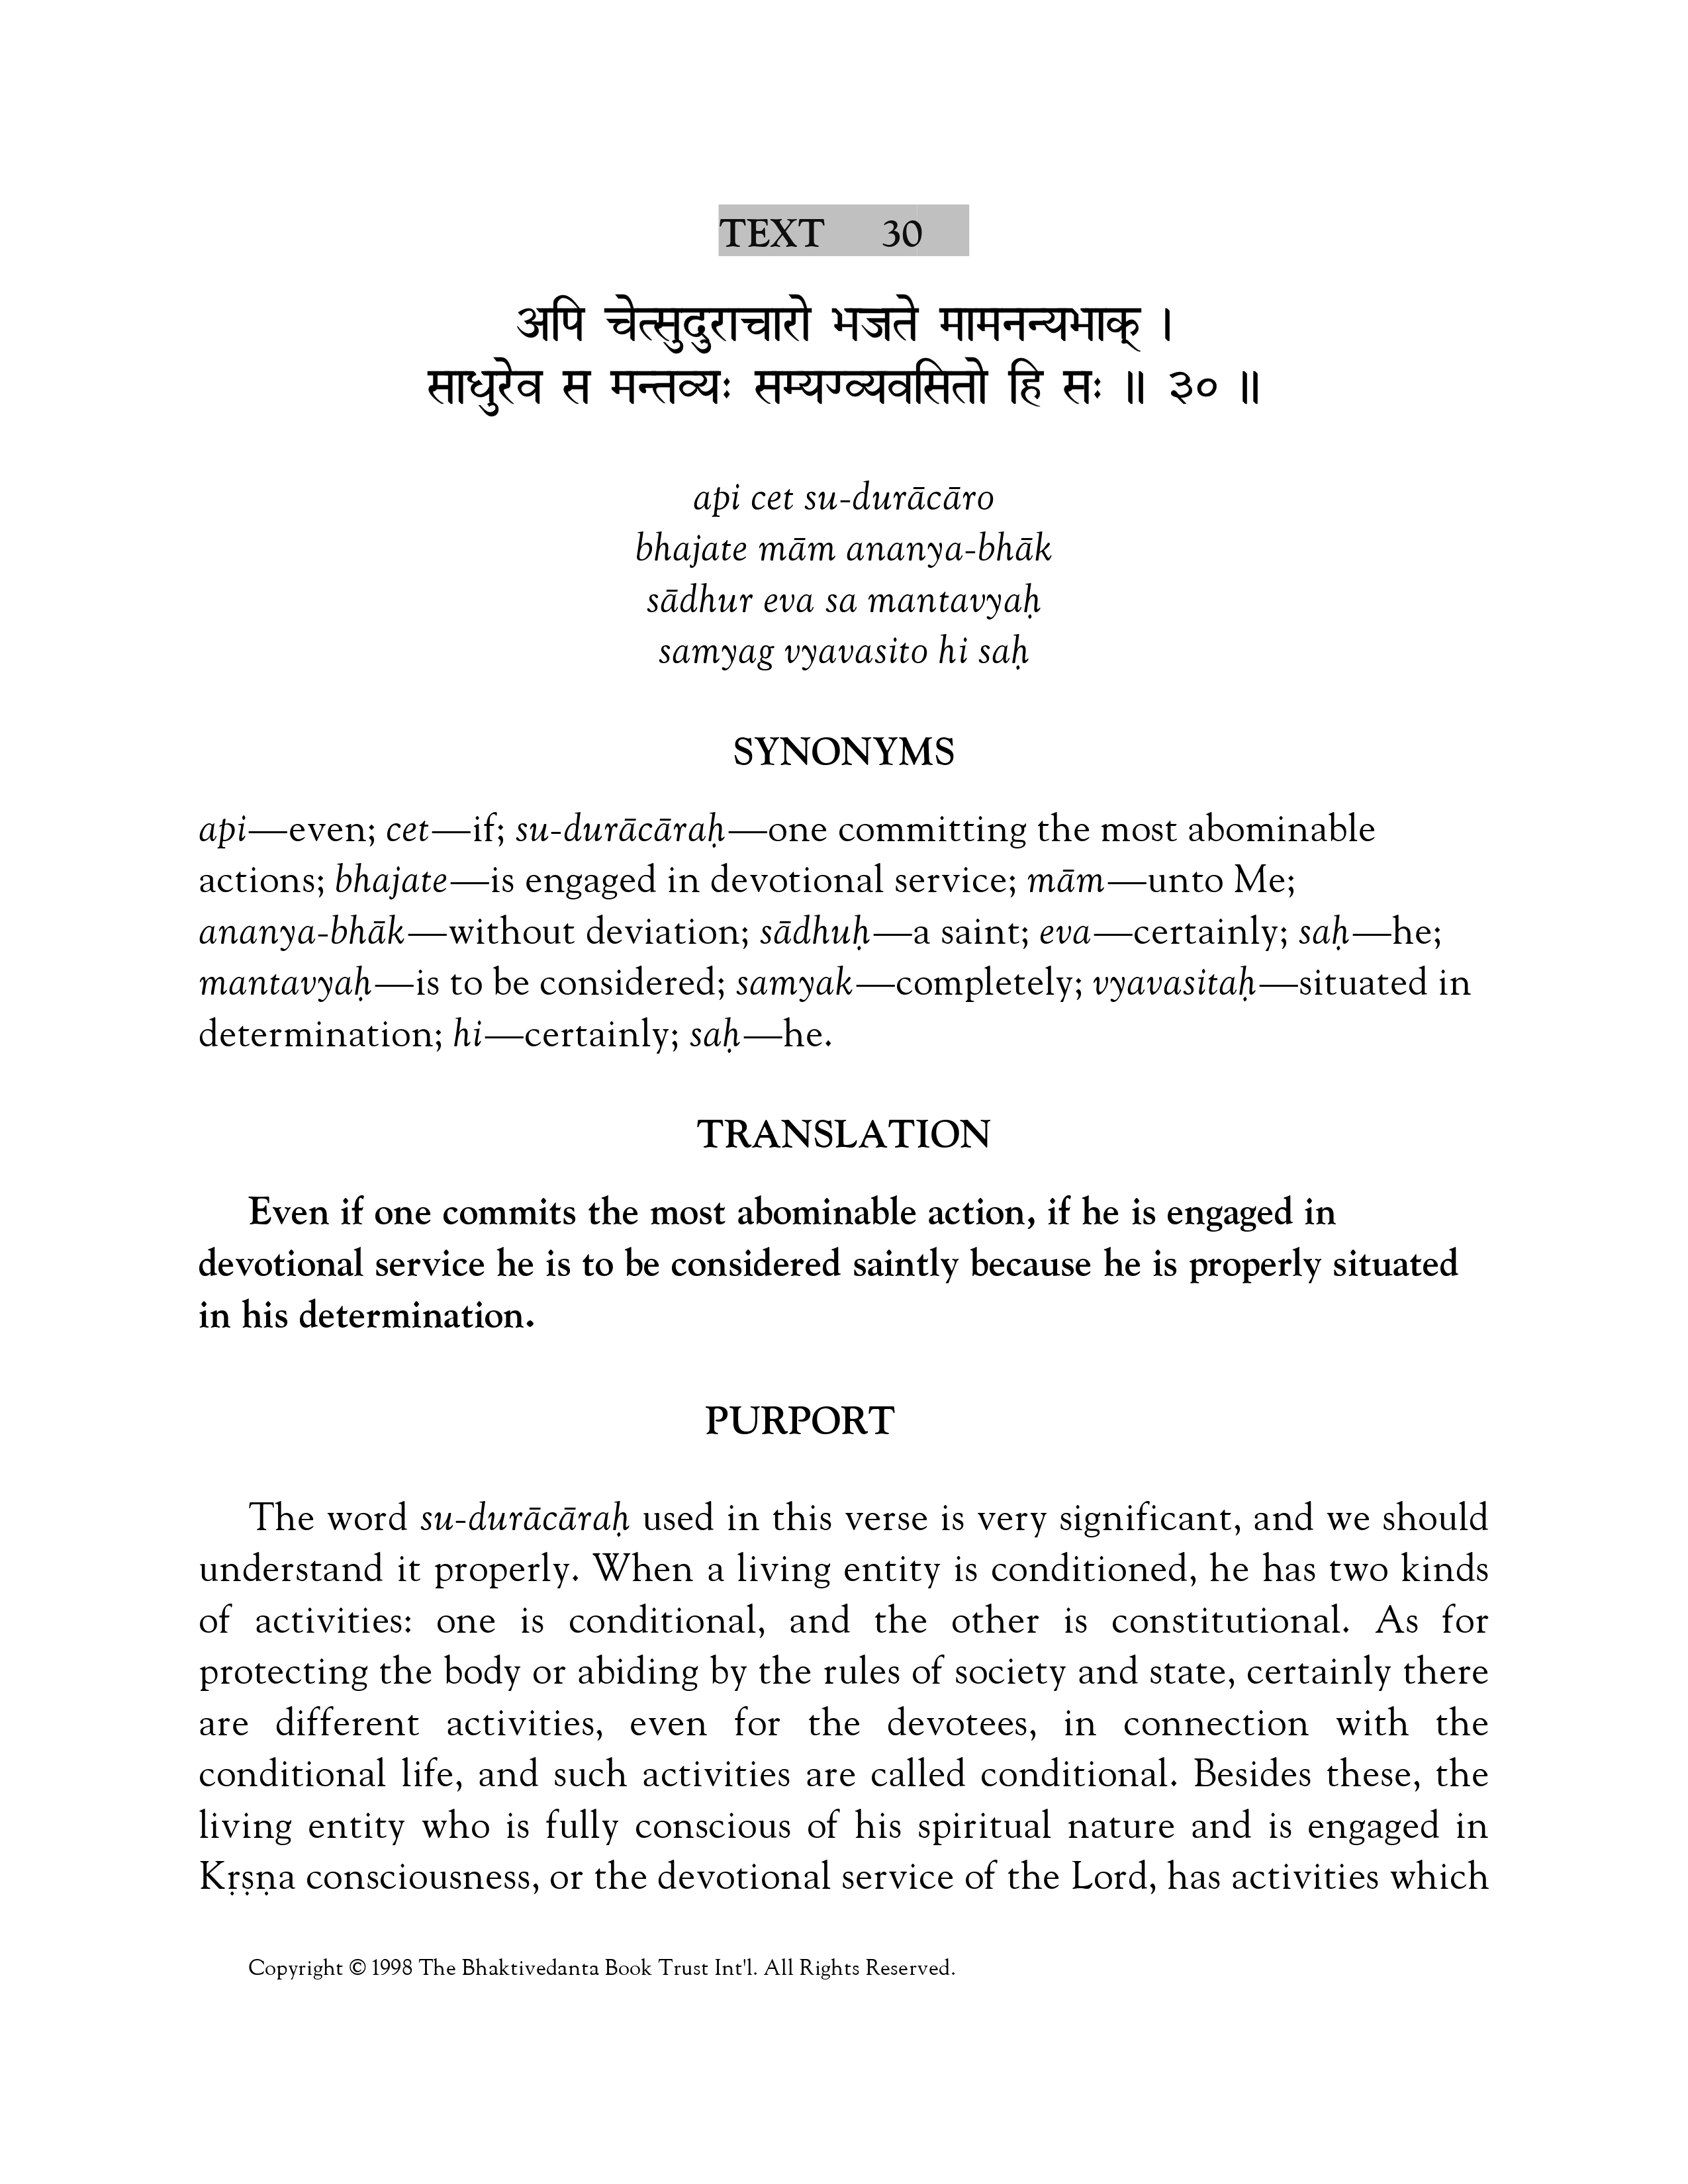 TEXT 30
अपि चेत्सुदुराचारो भजते मामनन्यभाक् ।
साधुरेव स मन्तव्यः सम्यग्व्यवसितो हि सः ॥ ३० ॥
api cet su-durācāro
bhajate mām ananya-bhāk
sādhur eva sa mantavyaḥ
samyag vyavasito hi saḥ
SYNONYMS
api—even; cet—if; su-durācāraḥ—one committing the most abominable
actions; bhajate—is engaged in devotional service; mām—unto Me;
ananya-bhāk—without deviation; sādhuḥ—a saint; eva—certainly; saḥ—he;
mantavyaḥ—is to be considered; samyak—completely; vyavasitaḥ—situated in
determination; hi—certainly; saḥ—he.
TRANSLATION
Even if one commits the most abominable action, if he is engaged in
devotional service he is to be considered saintly because he is properly situated
in his determination.
PURPORT
The word su-durācāraḥ used in this verse is very significant, and we should
understand it properly. When a living entity is conditioned, he has two kinds
of activities: one is conditional, and the other is constitutional. As for
protecting the body or abiding by the rules of society and state, certainly there
are different activities, even for the devotees, in connection with the
conditional life, and such activities are called conditional. Besides these, the
living entity who is fully conscious of his spiritual nature and is engaged in
Kṛṣṇa consciousness, or the devotional service of the Lord, has activities which
Copyright © 1998 The Bhaktivedanta Book Trust Int'l. All Rights Reserved.